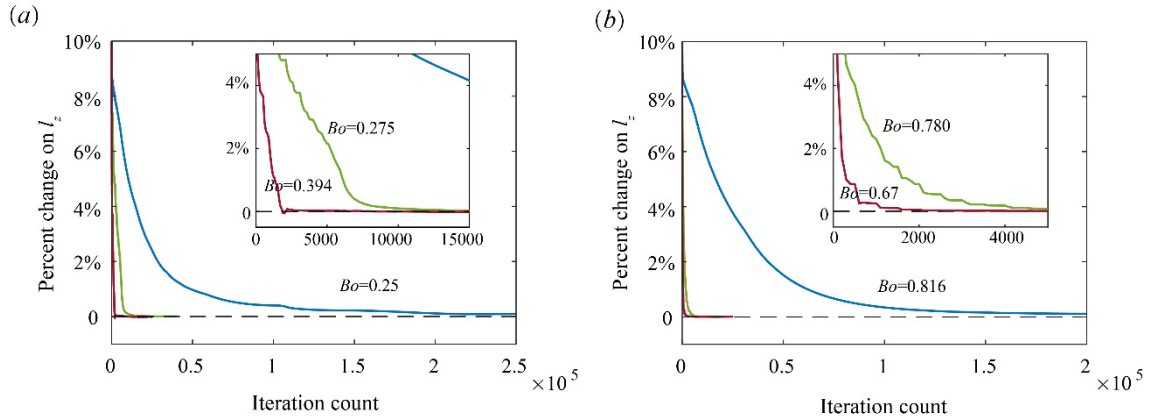 (a)
10%
8%
6%
4%
2%
0
Percent change on l_z
4%
2%
0
Bo=0.275
Bo=0.394
0 5000 10000 15000
Bo=0.25
0 0.5 1 1.5 2 2.5
×10 5
Iteration count
(b)
10%
8%
6%
4%
2%
0
Percent change on l_z
4%
2%
0
Bo=0.780
Bo=0.67
0 2000 4000
Bo=0.816
0 0.5 1 1.5 2
×10 5
Iteration count